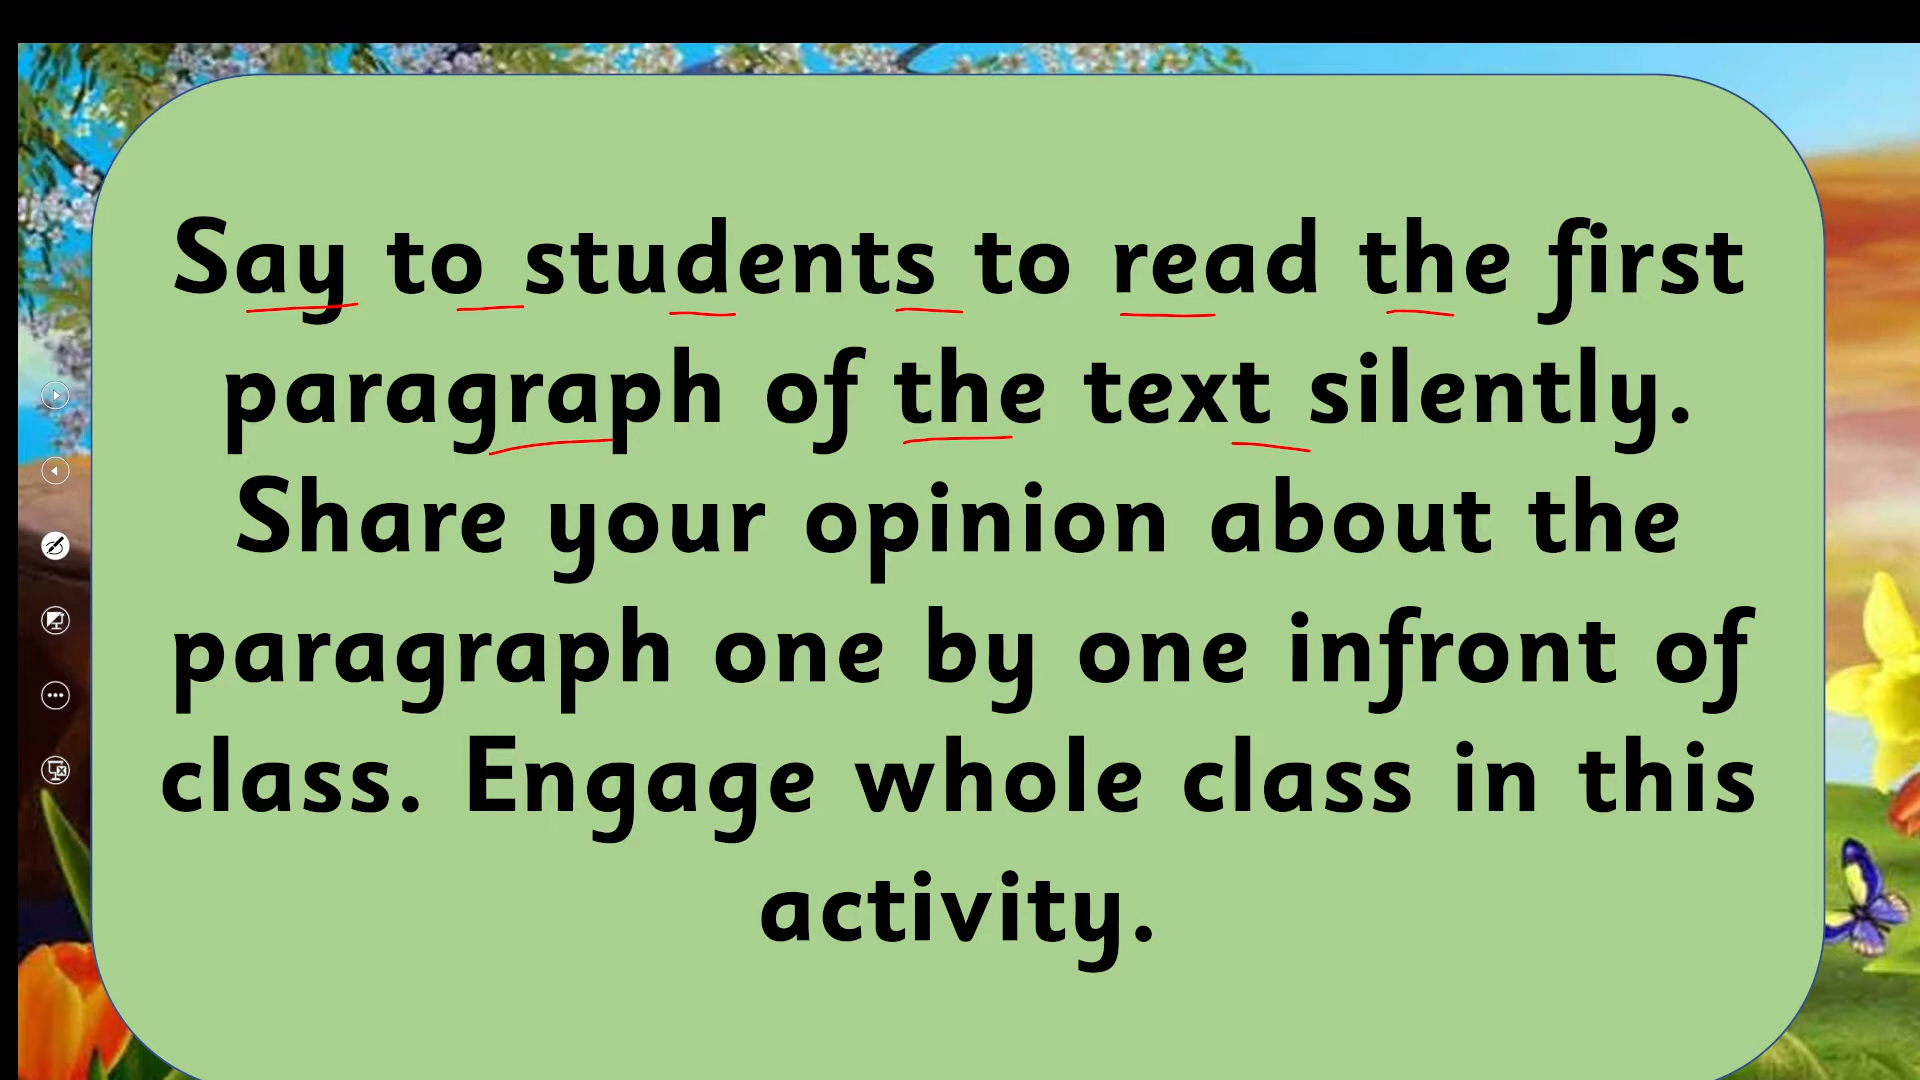 Say to students to read the first
paragraph of the text silently.
Share your opinion about the
paragraph one by one infront of
class. Engage whole class in this
activity.